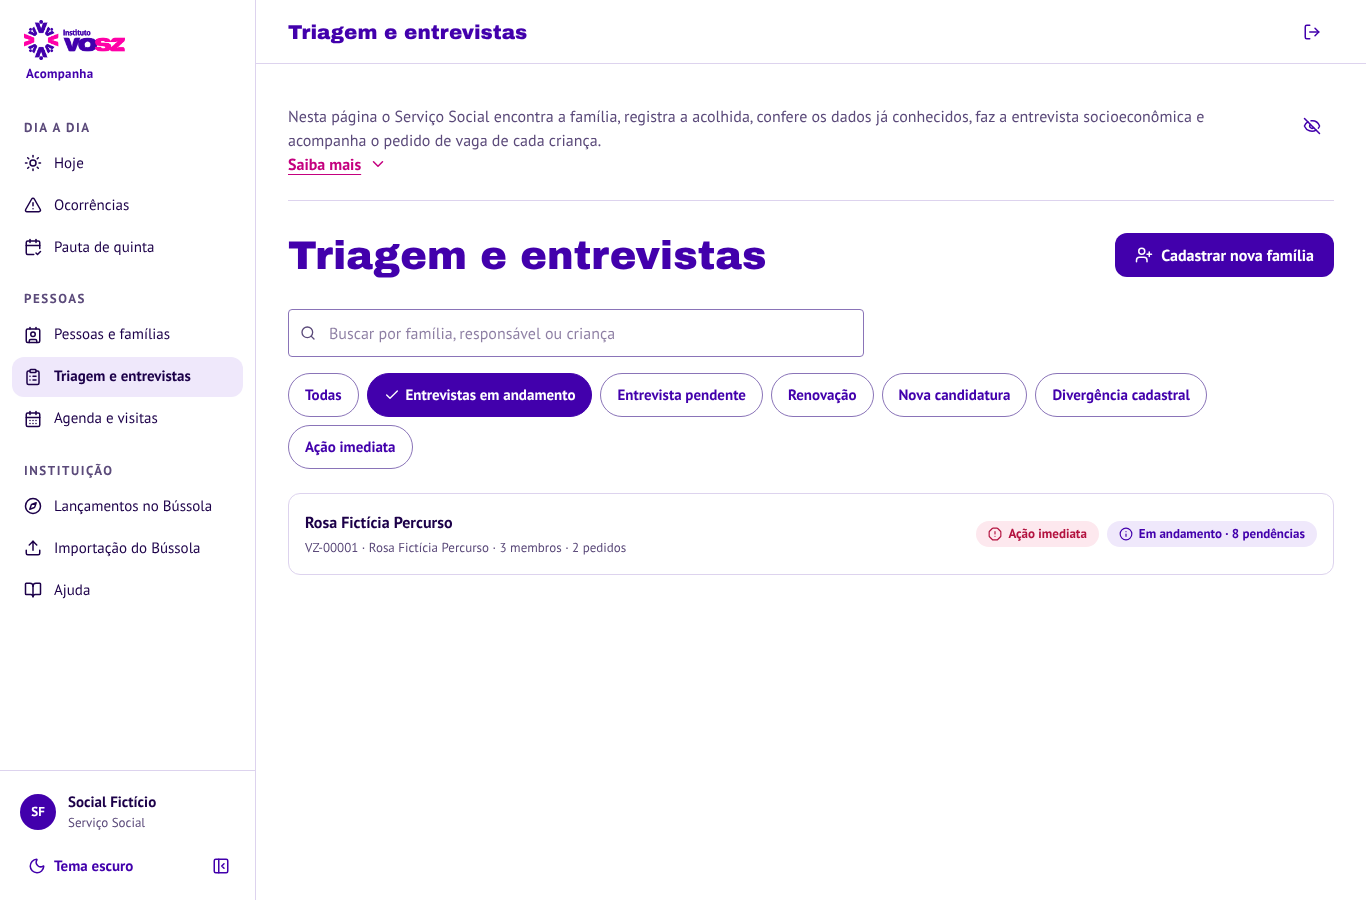 Instituto
VOSZ
Acompanha
DIA A DIA
Hoje
Ocorrências
Pauta de quinta
PESSOAS
Pessoas e famílias
Triagem e entrevistas
Agenda e visitas
INSTITUIÇÃO
Lançamentos no Bússola
Importação do Bússola
Ajuda
SF
Social Fictício
Serviço Social
Tema escuro
Triagem e entrevistas
Nesta página o Serviço Social encontra a família, registra a acolhida, confere os dados já conhecidos, faz a entrevista socioeconômica e
acompanha o pedido de vaga de cada criança.
Saiba mais
Triagem e entrevistas
Cadastrar nova família
Buscar por família, responsável ou criança
Todas
Entrevistas em andamento
Entrevista pendente
Renovação
Nova candidatura
Divergência cadastral
Ação imediata
Rosa Fictícia Percurso
VZ-00001 · Rosa Fictícia Percurso · 3 membros · 2 pedidos
Ação imediata
Em andamento · 8 pendências